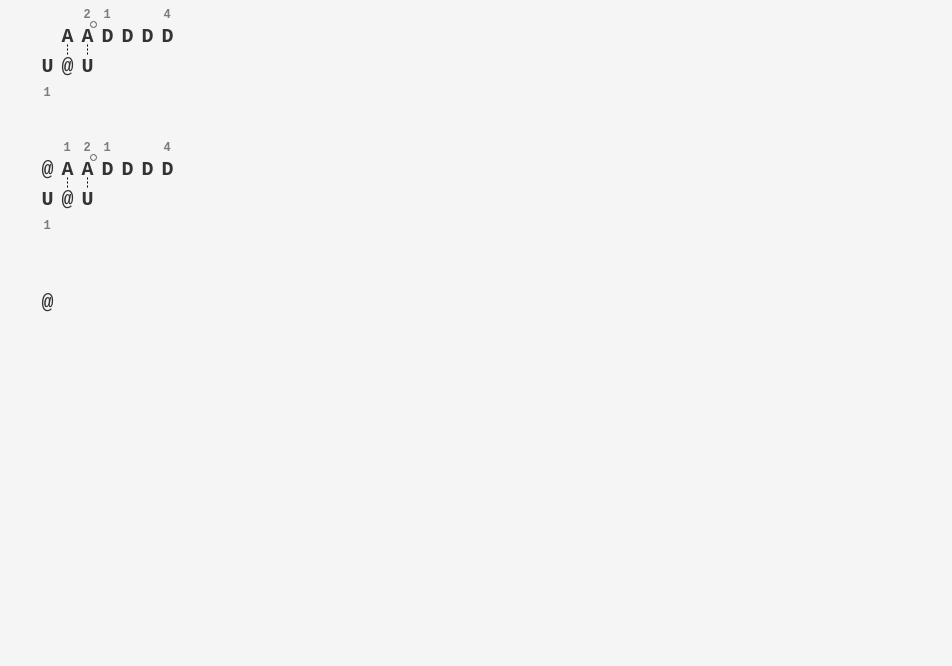 2 1 4
A A D D D D
U @ U
1
1 2 1 4
@ A A D D D D
U @ U
1
@